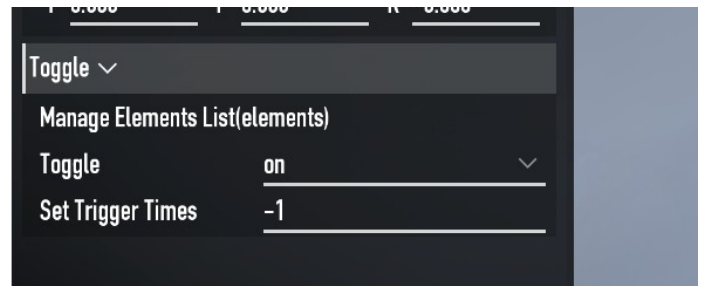 Toggle
Manage Elements List(elements)
Toggle on
Set Trigger Times -1